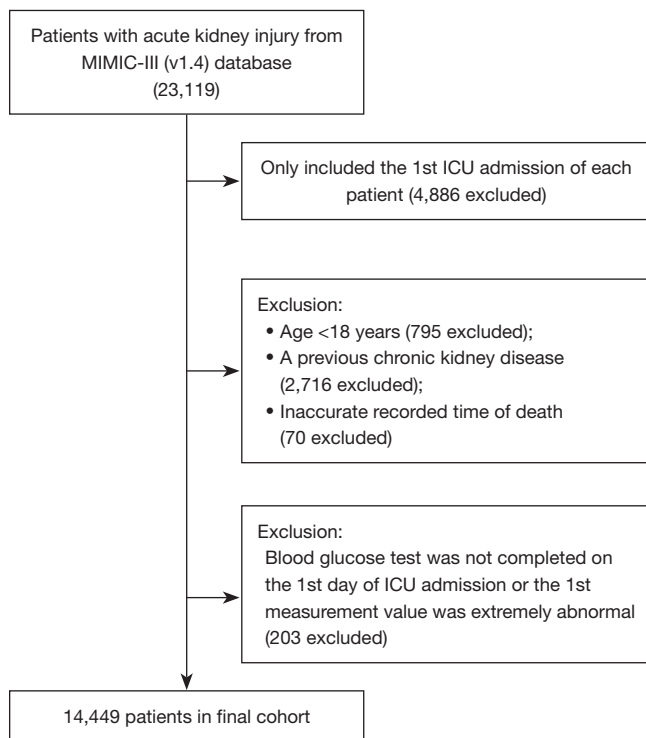 Patients with acute kidney injury from
MIMIC-III (v1.4) database
(23,119)
Only included the 1st ICU admission of each
patient (4,886 excluded)
Exclusion:
• Age <18 years (795 excluded);
• A previous chronic kidney disease
(2,716 excluded);
• Inaccurate recorded time of death
(70 excluded)
Exclusion:
Blood glucose test was not completed on
the 1st day of ICU admission or the 1st
measurement value was extremely abnormal
(203 excluded)
14,449 patients in final cohort